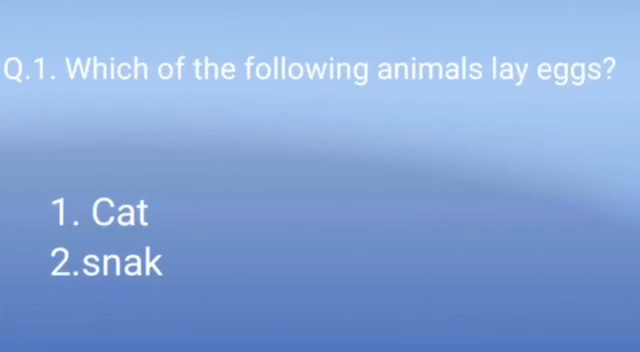 Q.1. Which of the following animals lay eggs?
1. Cat
2.snak